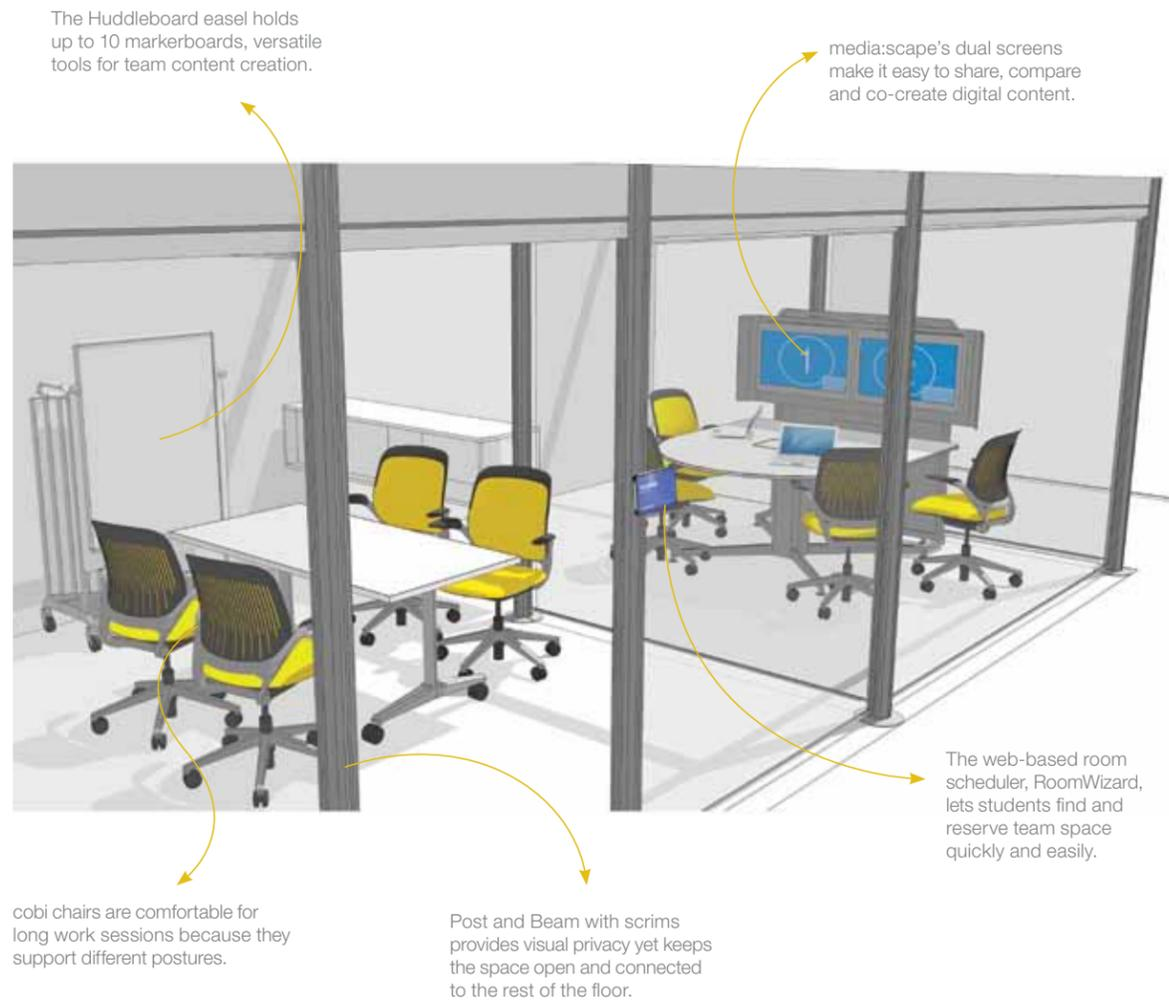 The Huddleboard easel holds
up to 10 markerboards, versatile
tools for team content creation.
media:scape's dual screens
make it easy to share, compare
and co-create digital content.
The web-based room
scheduler, RoomWizard,
lets students find and
reserve team space
quickly and easily.
cobi chairs are comfortable for
long work sessions because they
support different postures.
Post and Beam with scrims
provides visual privacy yet keeps
the space open and connected
to the rest of the floor.